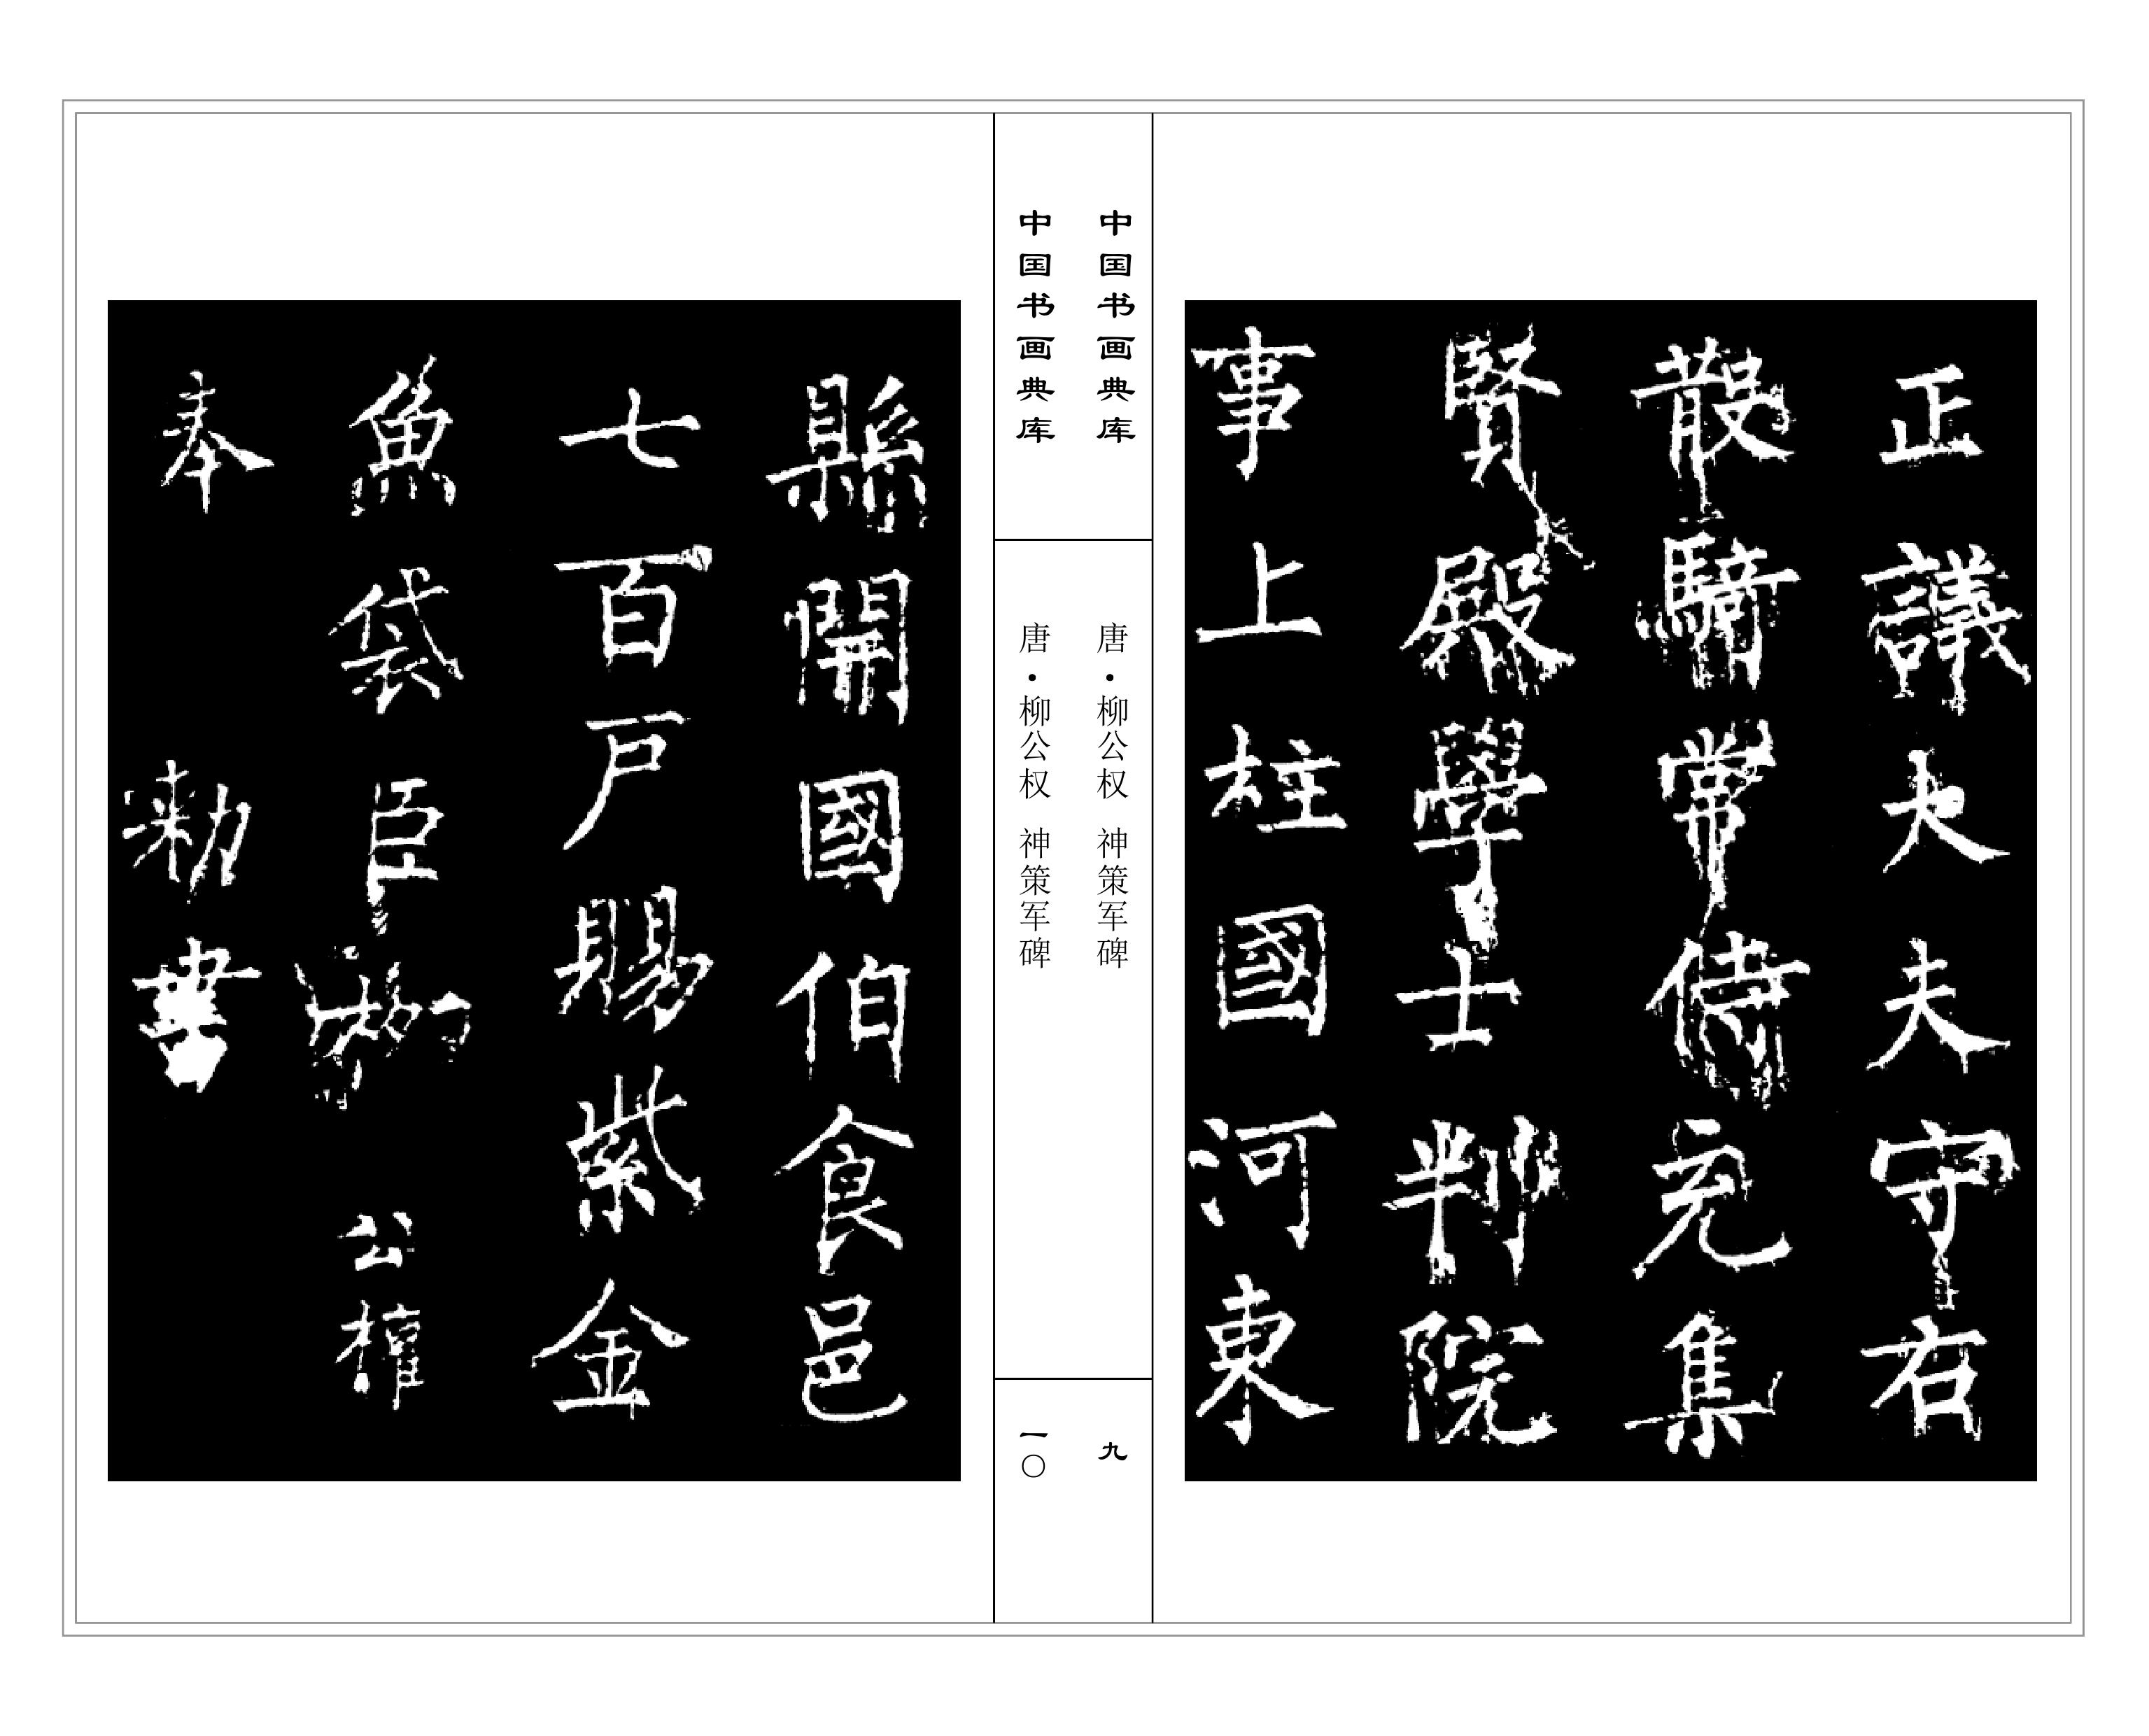 正議大夫守右
散騎常侍充集
賢殿學士判院
事上柱國河東
中国书画典库
唐·柳公权 神策军碑
九
中国书画典库
唐·柳公权 神策军碑
一〇
縣開國伯食邑
七百戶賜紫金
魚袋臣柳公權
奉 勑書